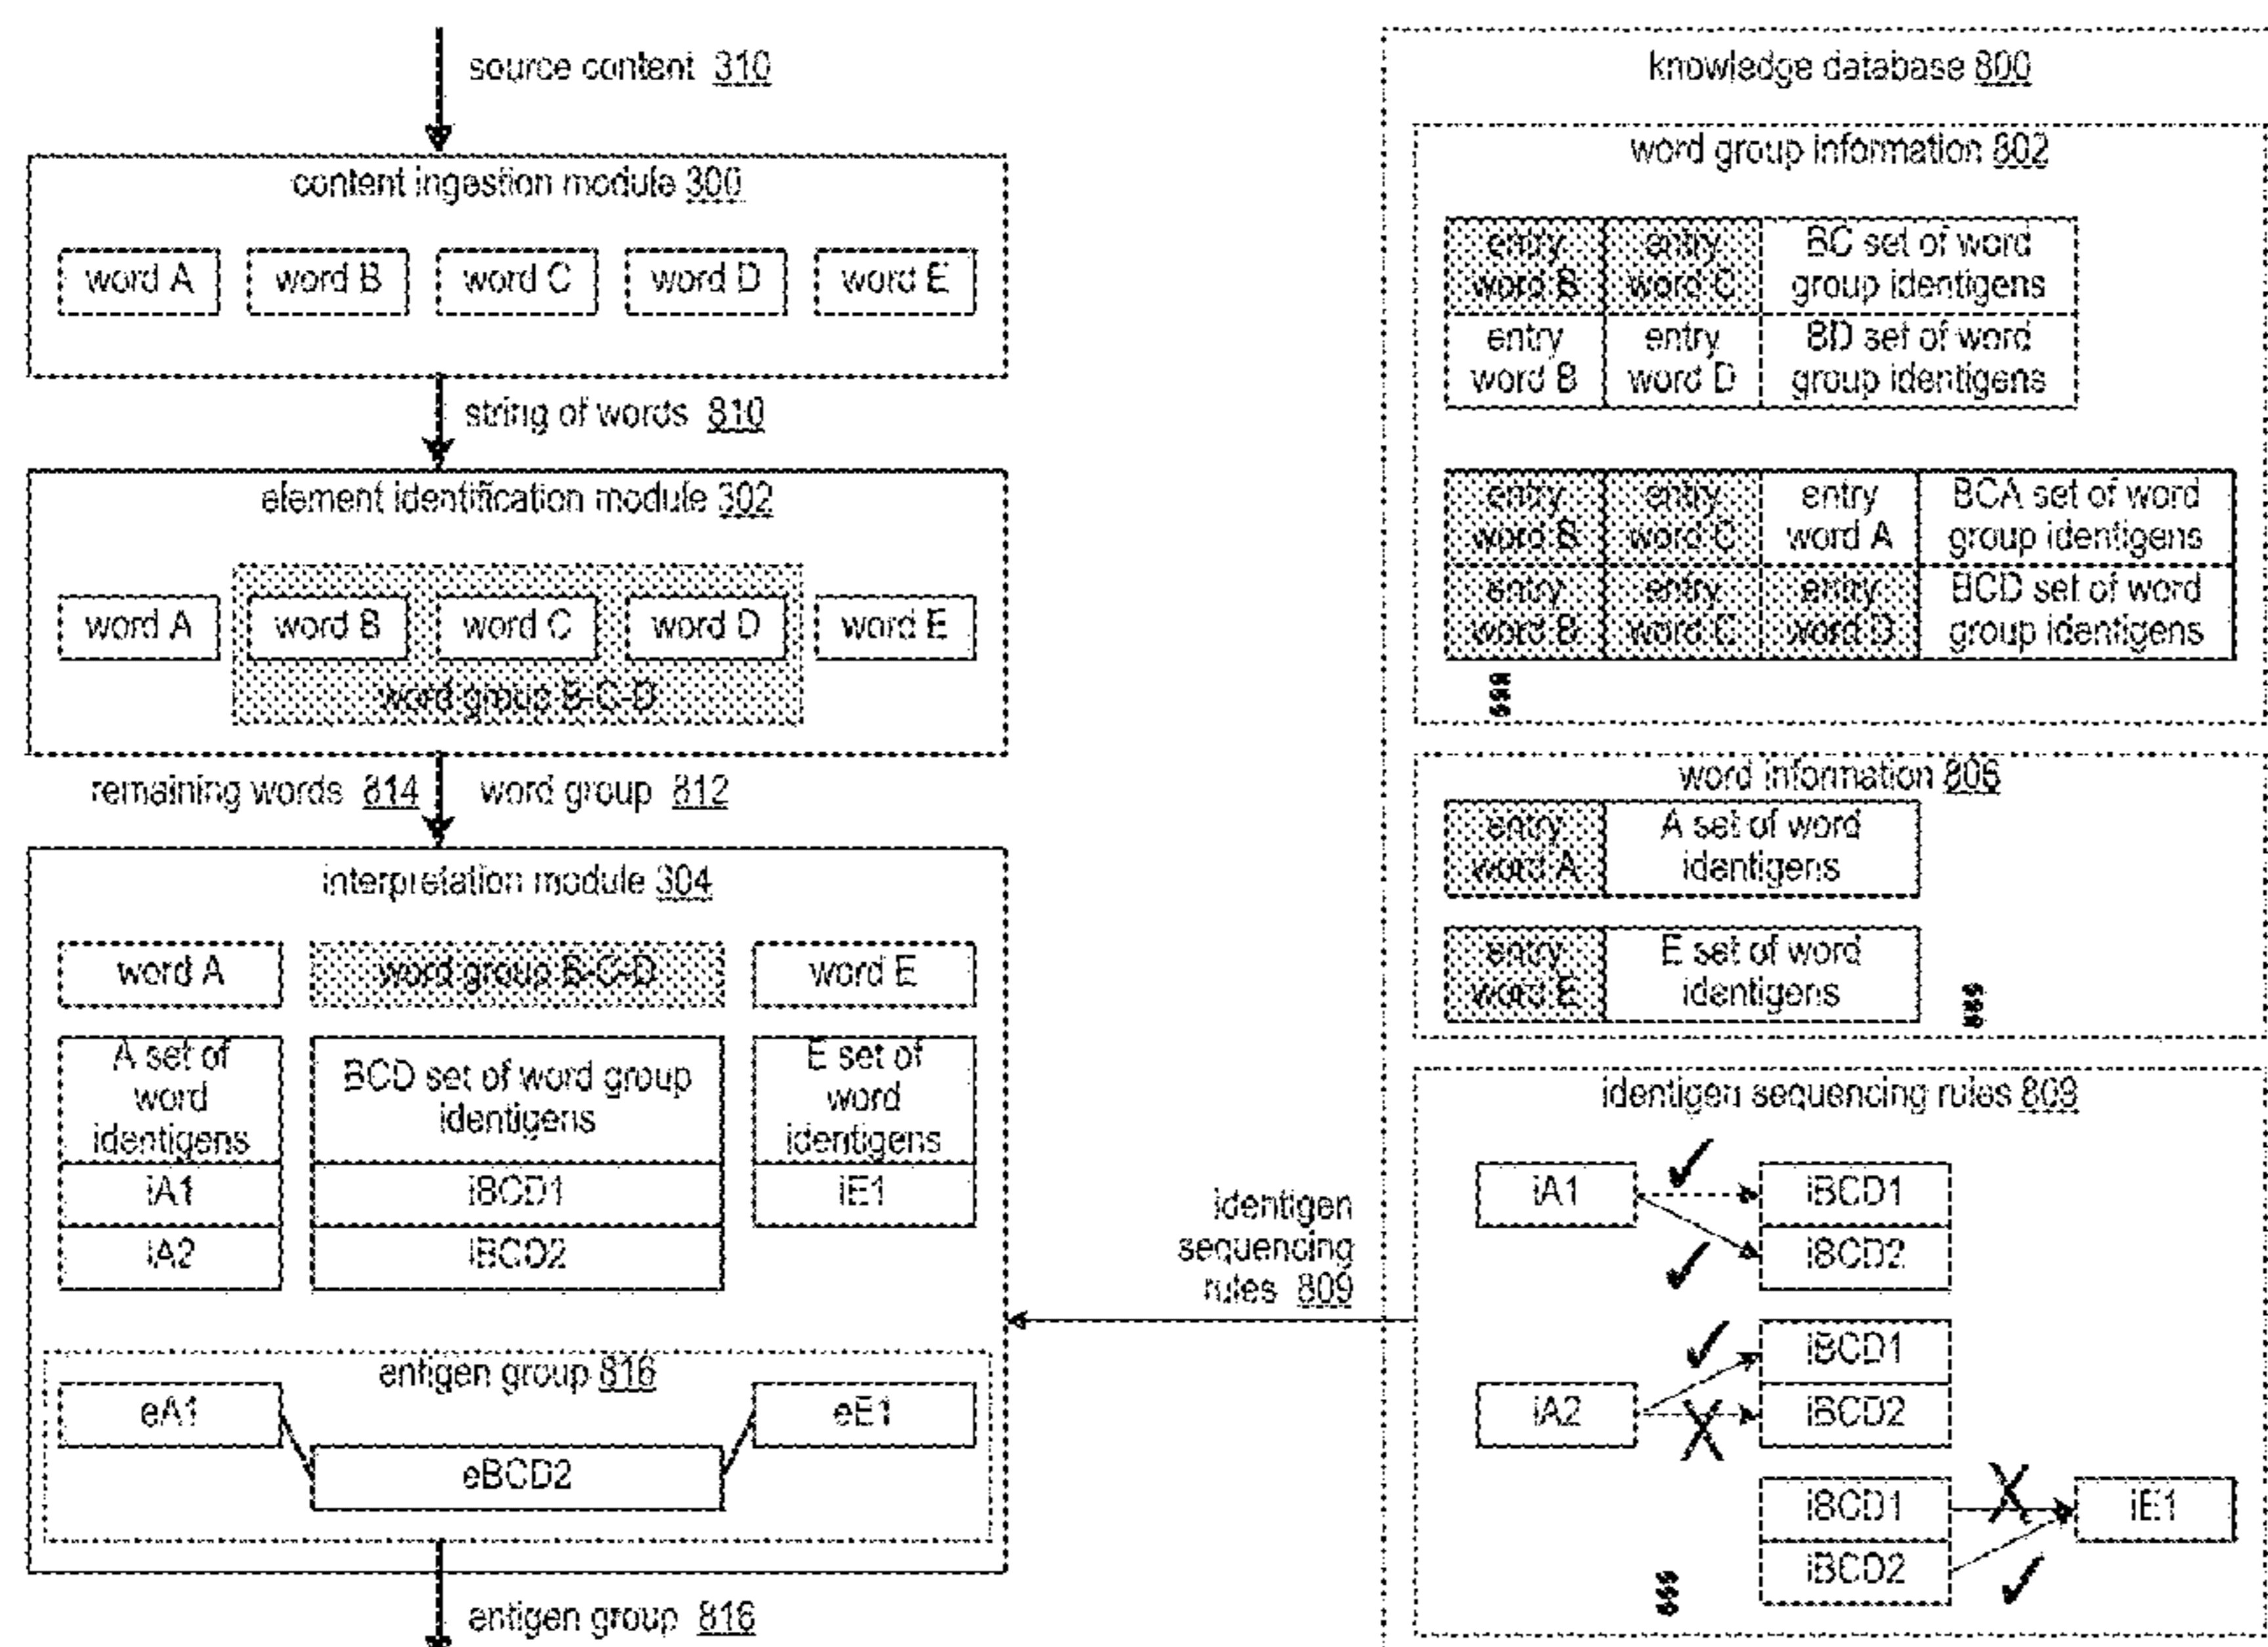 source content 310
content ingestion module 300
word A word B word C word D word E
string of words 810
element identification module 302
word A word B word C word D word E
word group B-C-D
remaining words 814 word group 812
interpretation module 304
word A word group B-C-D word E
A set of
word
identigens
BCD set of word group
identigens
E set of
word
identigens
iA1 iBCD1 iE1
iA2 iBCD2
entigen group 816
eA1 eE1
eBCD2
entigen group 816
identigen
sequencing
rules 809
knowledge database 800
word group information 802
entry
word B
entry
word C
BC set of word
group identigens
entry
word B
entry
word D
BD set of word
group identigens
entry
word B
entry
word C
entry
word A
BCA set of word
group identigens
entry
word B
entry
word C
entry
word D
BCD set of word
group identigens
word information 806
entry
word A
A set of word
identigens
entry
word E
E set of word
identigens
identigen sequencing rules 809
iA1 iBCD1
iBCD2
iBCD1
iA2 iBCD2
iBCD1 iE1
iBCD2